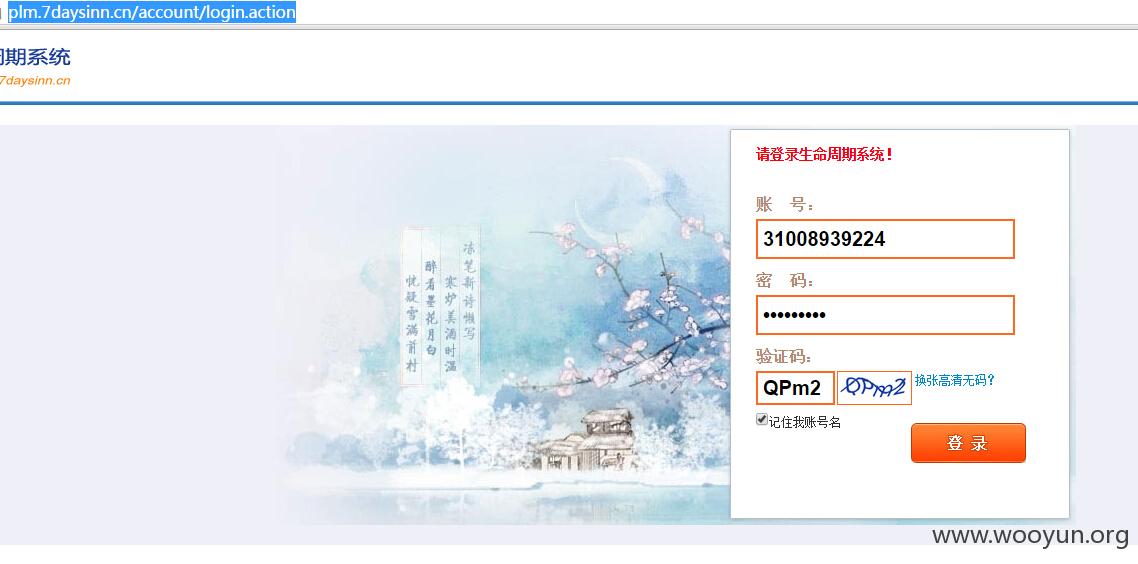 plm.7daysinn.cn/account/login.action
周期系统
7daysinn.cn
请登录生命周期系统！
账 号：
31008939224
密 码：
•••••••••
验证码：
QPm2 QPm2 换张高清无码？
记住我账号名
登 录
冻笔新诗懒写
寒炉美酒时温
醉看墨花月白
恍疑雪满前村
www.wooyun.org